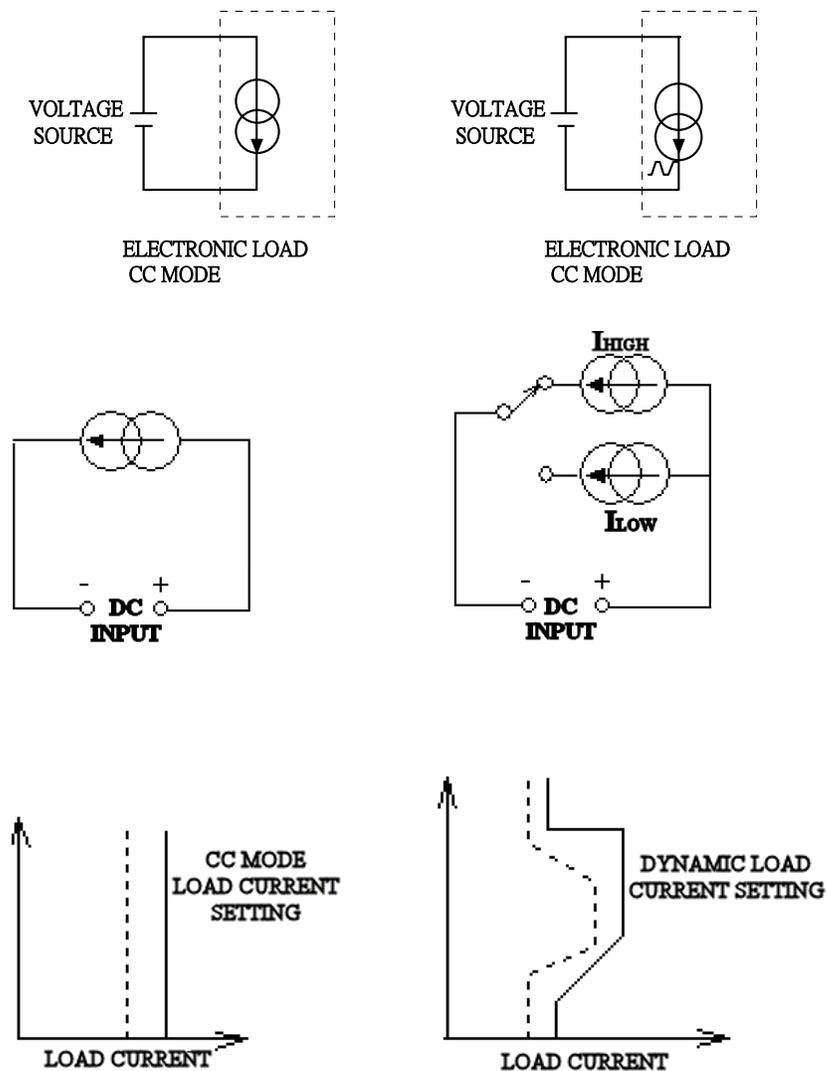 VOLTAGE
SOURCE
ELECTRONIC LOAD
CC MODE
VOLTAGE
SOURCE
ELECTRONIC LOAD
CC MODE
- +
DC
INPUT
IHIGH
ILOW
- +
DC
INPUT
CC MODE
LOAD CURRENT
SETTING
LOAD CURRENT
DYNAMIC LOAD
CURRENT SETTING
LOAD CURRENT